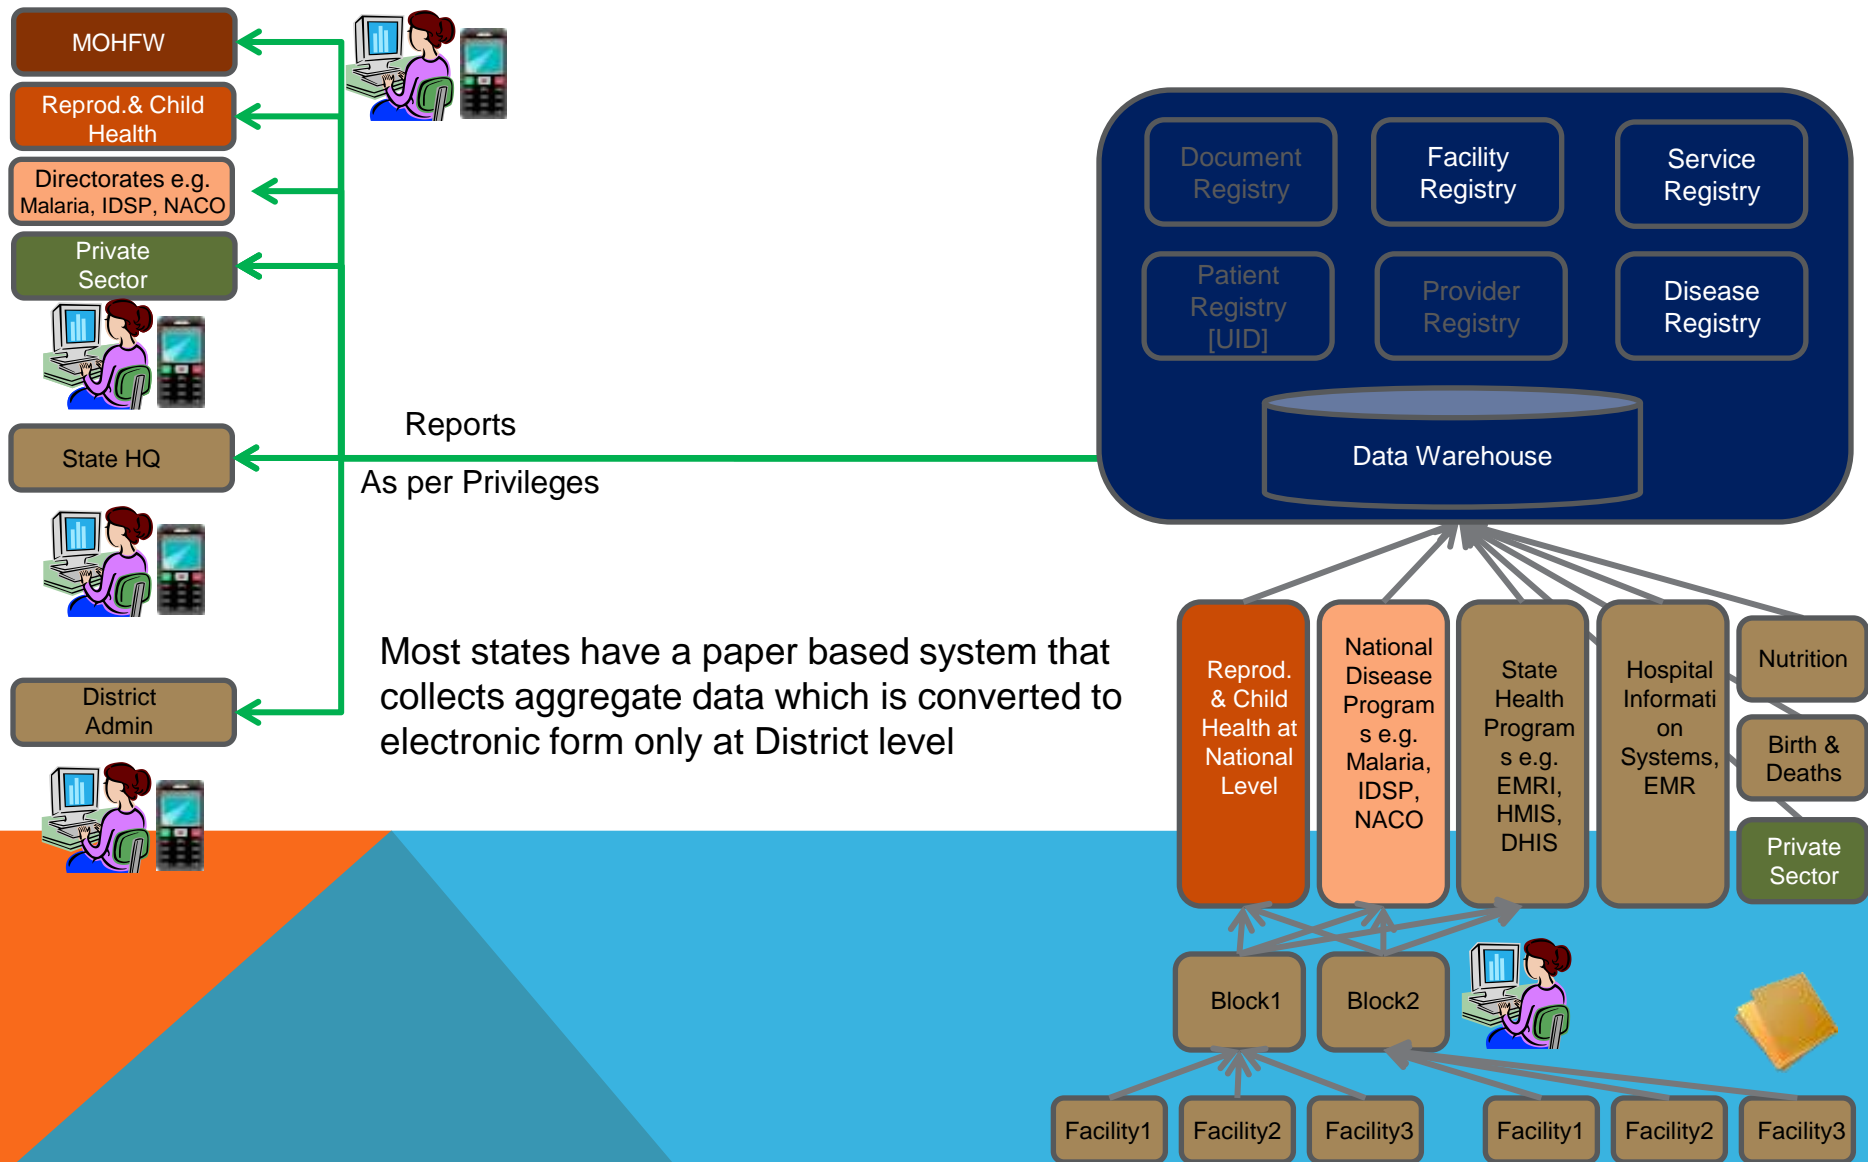 MOHFW
Reprod.& Child
Health
Directorates e.g.
Malaria, IDSP, NACO
Private
Sector
State HQ
District
Admin
Reports
As per Privileges
Most states have a paper based system that
collects aggregate data which is converted to
electronic form only at District level
Document
Registry
Facility
Registry
Service
Registry
Patient
Registry
[UID]
Provider
Registry
Disease
Registry
Data Warehouse
Reprod.
& Child
Health at
National
Level
National
Disease
Program
s e.g.
Malaria,
IDSP,
NACO
State
Health
Program
s e.g.
EMRI,
HMIS,
DHIS
Hospital
Informati
on
Systems,
EMR
Nutrition
Birth &
Deaths
Private
Sector
Block1
Block2
Facility1
Facility2
Facility3
Facility1
Facility2
Facility3